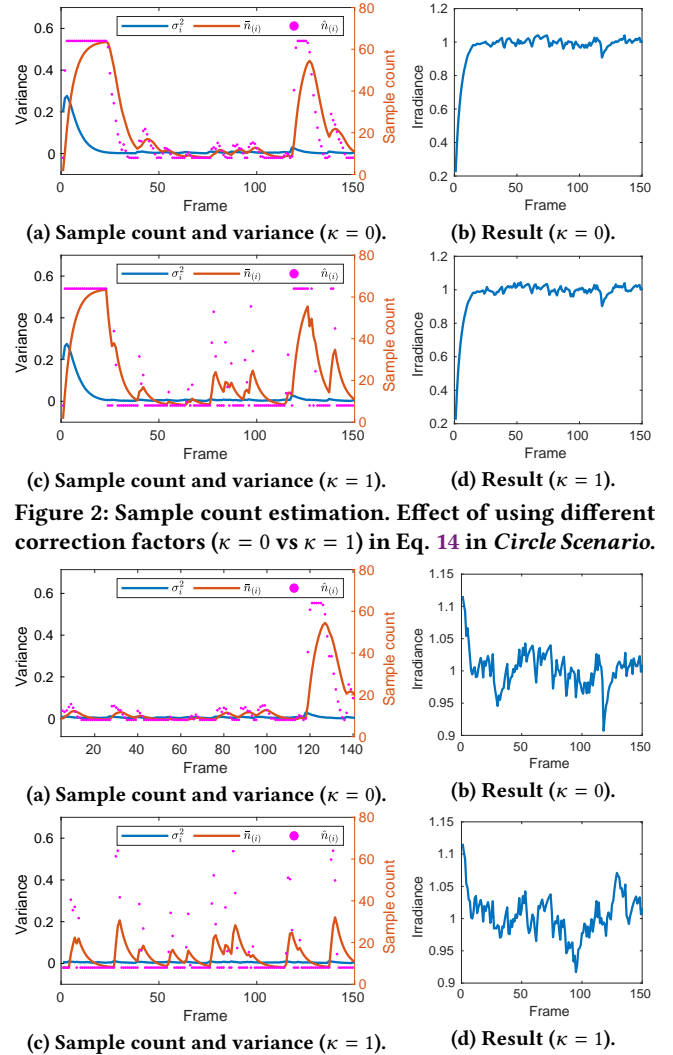 σ_i^2 n̄_(i) n̂_(i)
Variance
0.6
0.4
0.2
0
80
60
40
20
0
Sample count
0 50 100 150
Frame
(a) Sample count and variance (κ = 0).
Irradiance
1.2
1
0.8
0.6
0.4
0.2
0 50 100 150
Frame
(b) Result (κ = 0).
σ_i^2 n̄_(i) n̂_(i)
Variance
0.6
0.4
0.2
0
80
60
40
20
0
Sample count
0 50 100 150
Frame
(c) Sample count and variance (κ = 1).
Irradiance
1.2
1
0.8
0.6
0.4
0.2
0 50 100 150
Frame
(d) Result (κ = 1).
Figure 2: Sample count estimation. Effect of using different
correction factors (κ = 0 vs κ = 1) in Eq. 14 in Circle Scenario.
σ_i^2 n̄_(i) n̂_(i)
Variance
0.6
0.4
0.2
0
80
60
40
20
0
Sample count
20 40 60 80 100 120 140
Frame
(a) Sample count and variance (κ = 0).
Irradiance
1.15
1.1
1.05
1
0.95
0.9
0 50 100 150
Frame
(b) Result (κ = 0).
σ_i^2 n̄_(i) n̂_(i)
Variance
0.6
0.4
0.2
0
80
60
40
20
0
Sample count
0 50 100 150
Frame
(c) Sample count and variance (κ = 1).
Irradiance
1.15
1.1
1.05
1
0.95
0.9
0 50 100 150
Frame
(d) Result (κ = 1).